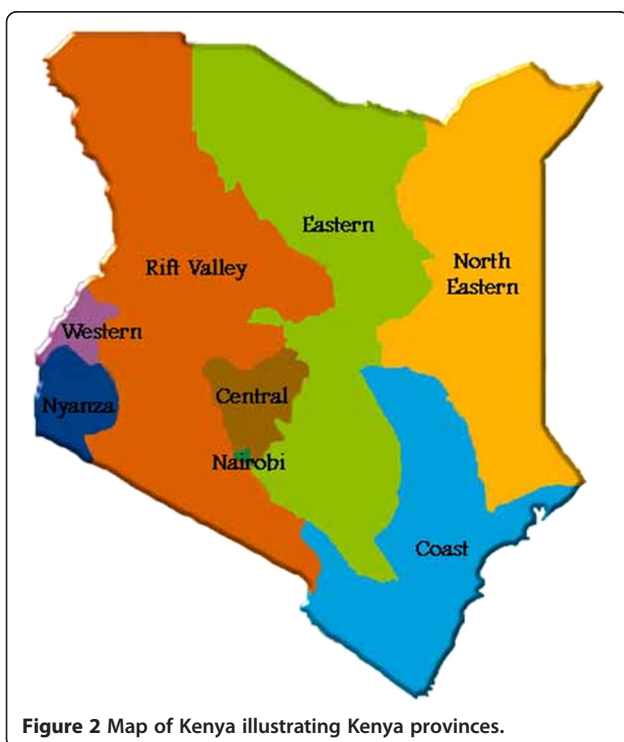 Eastern
North
Eastern
Rift Valley
Western
Central
Nyanza
Nairobi
Coast
Figure 2 Map of Kenya illustrating Kenya provinces.